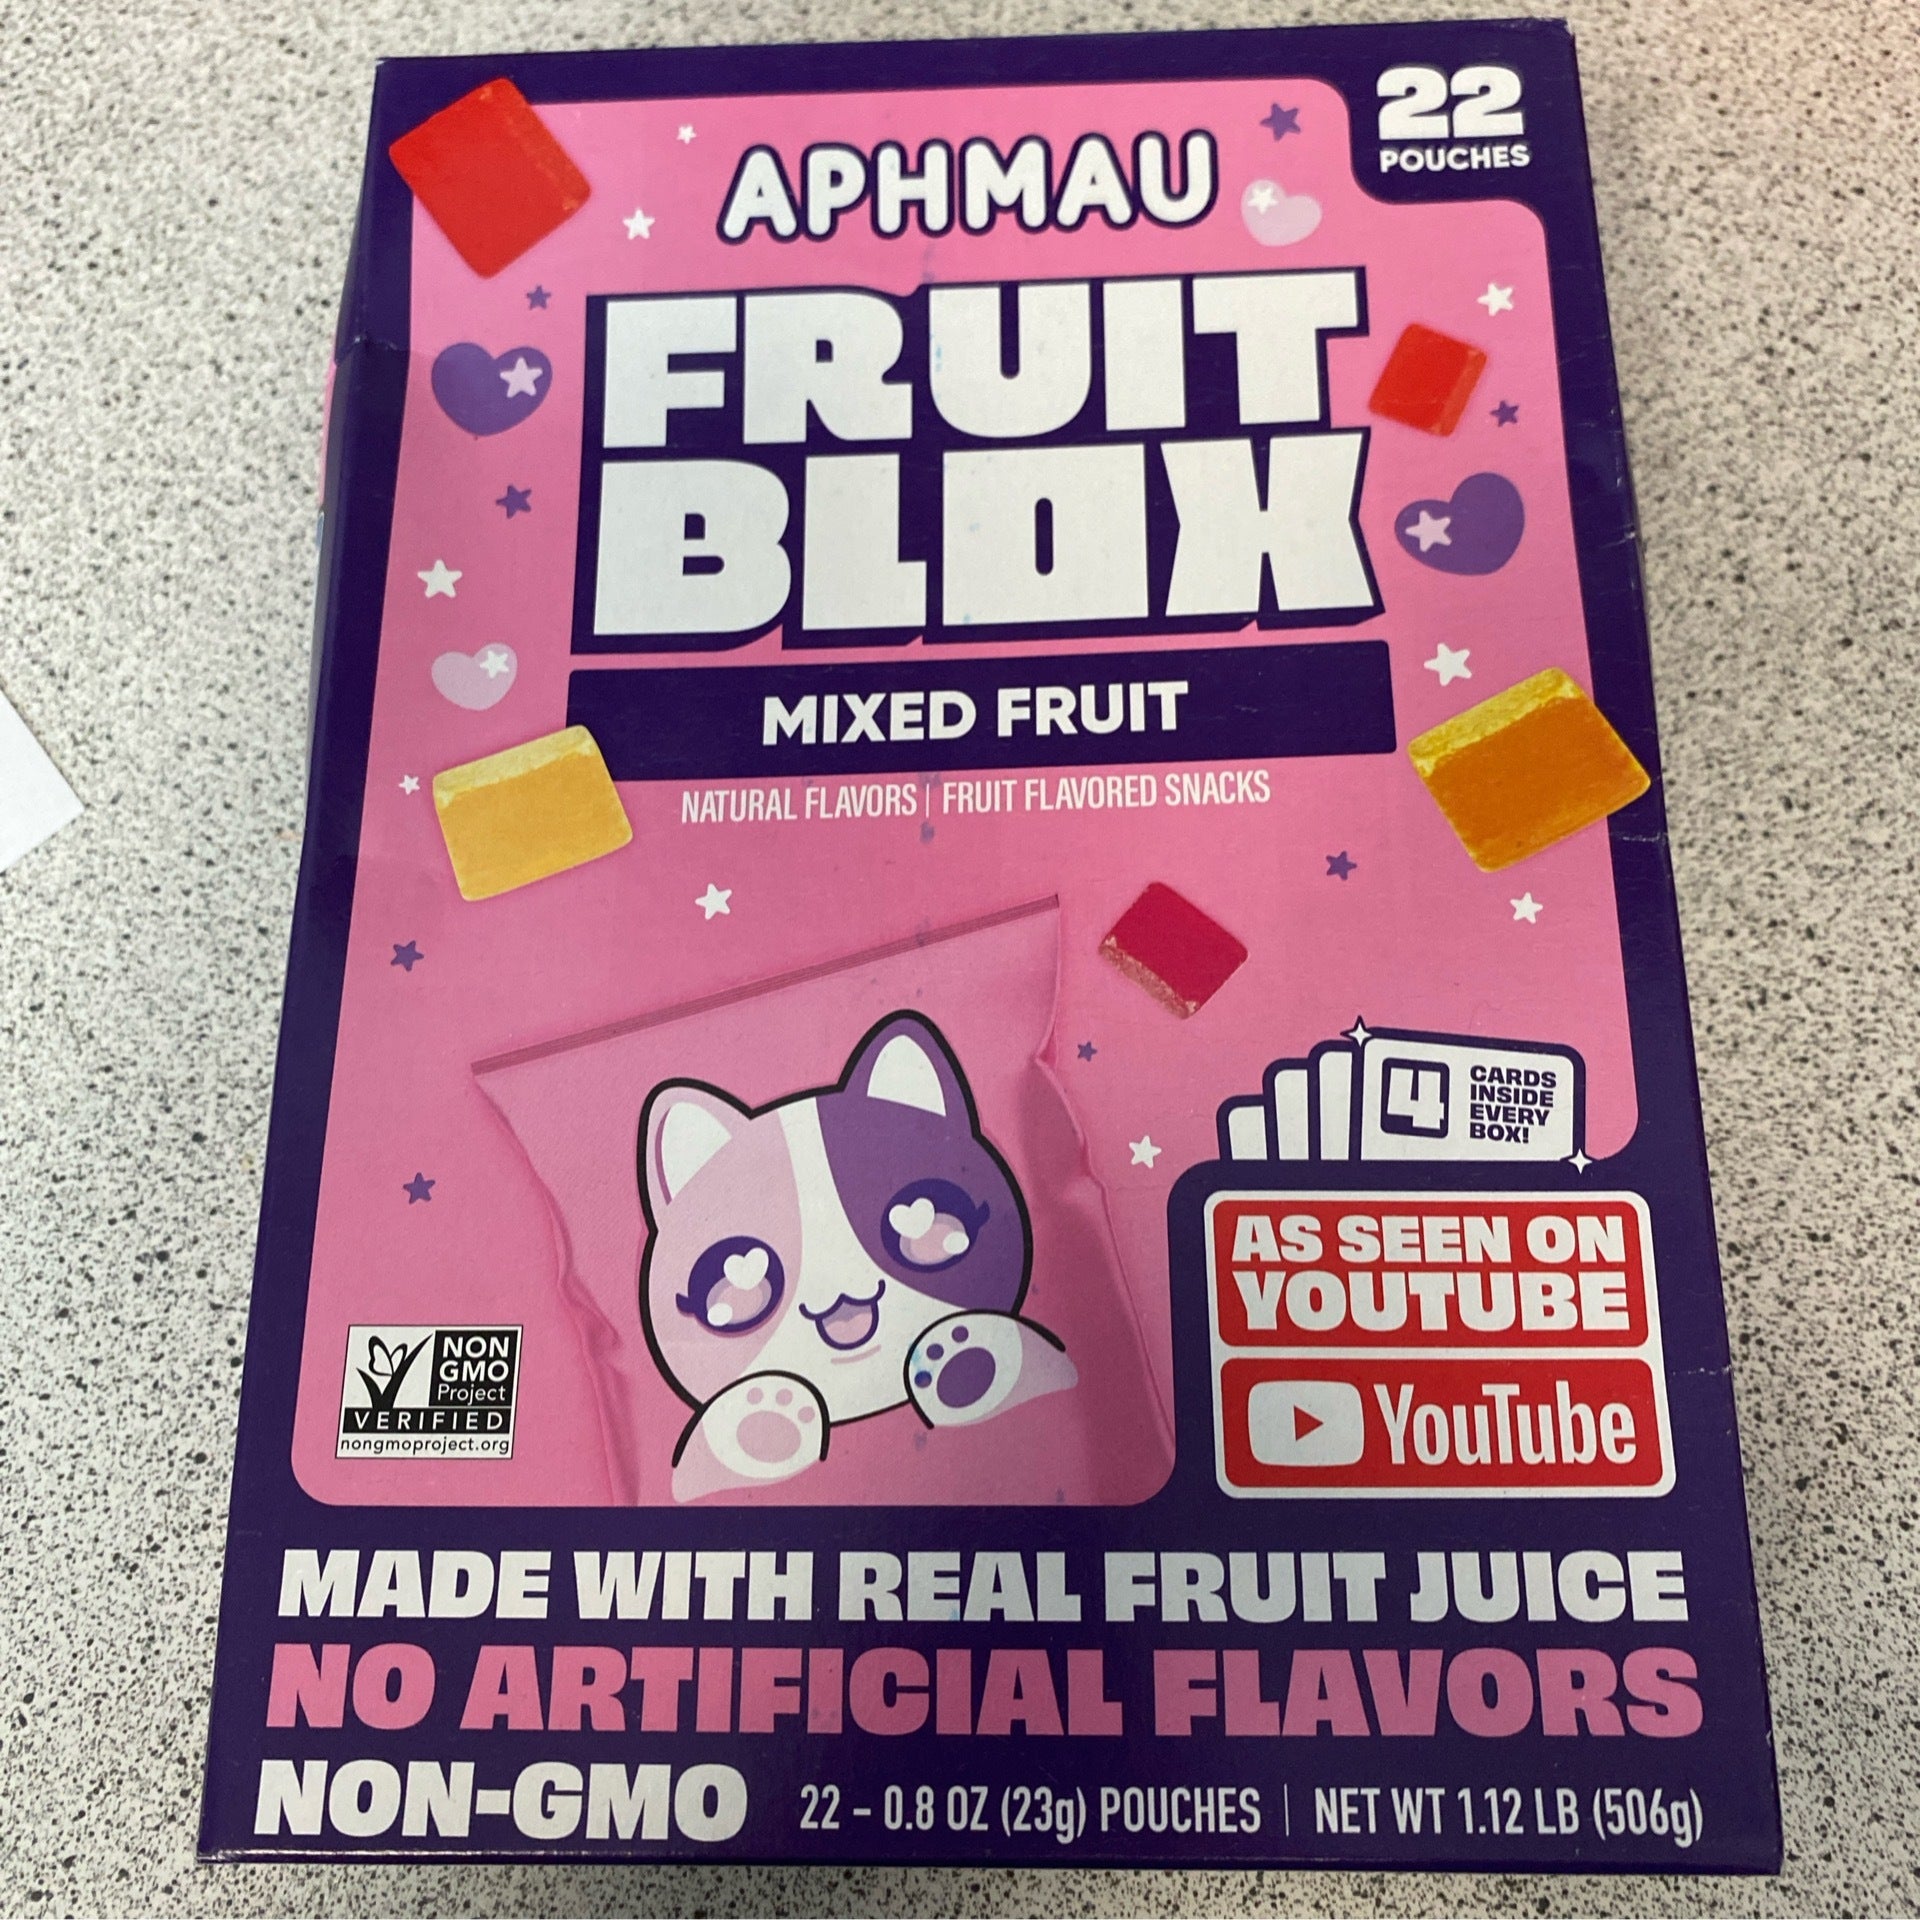 22
POUCHES
APHMAU
FRUIT
BLOX
MIXED FRUIT
NATURAL FLAVORS | FRUIT FLAVORED SNACKS
4 CARDS
INSIDE
EVERY
BOX!
AS SEEN ON
YOUTUBE
YouTube
NON
GMO
Project
VERIFIED
nongmoproject.org
MADE WITH REAL FRUIT JUICE
NO ARTIFICIAL FLAVORS
NON-GMO
22 – 0.8 OZ (23g) POUCHES | NET WT 1.12 LB (506g)